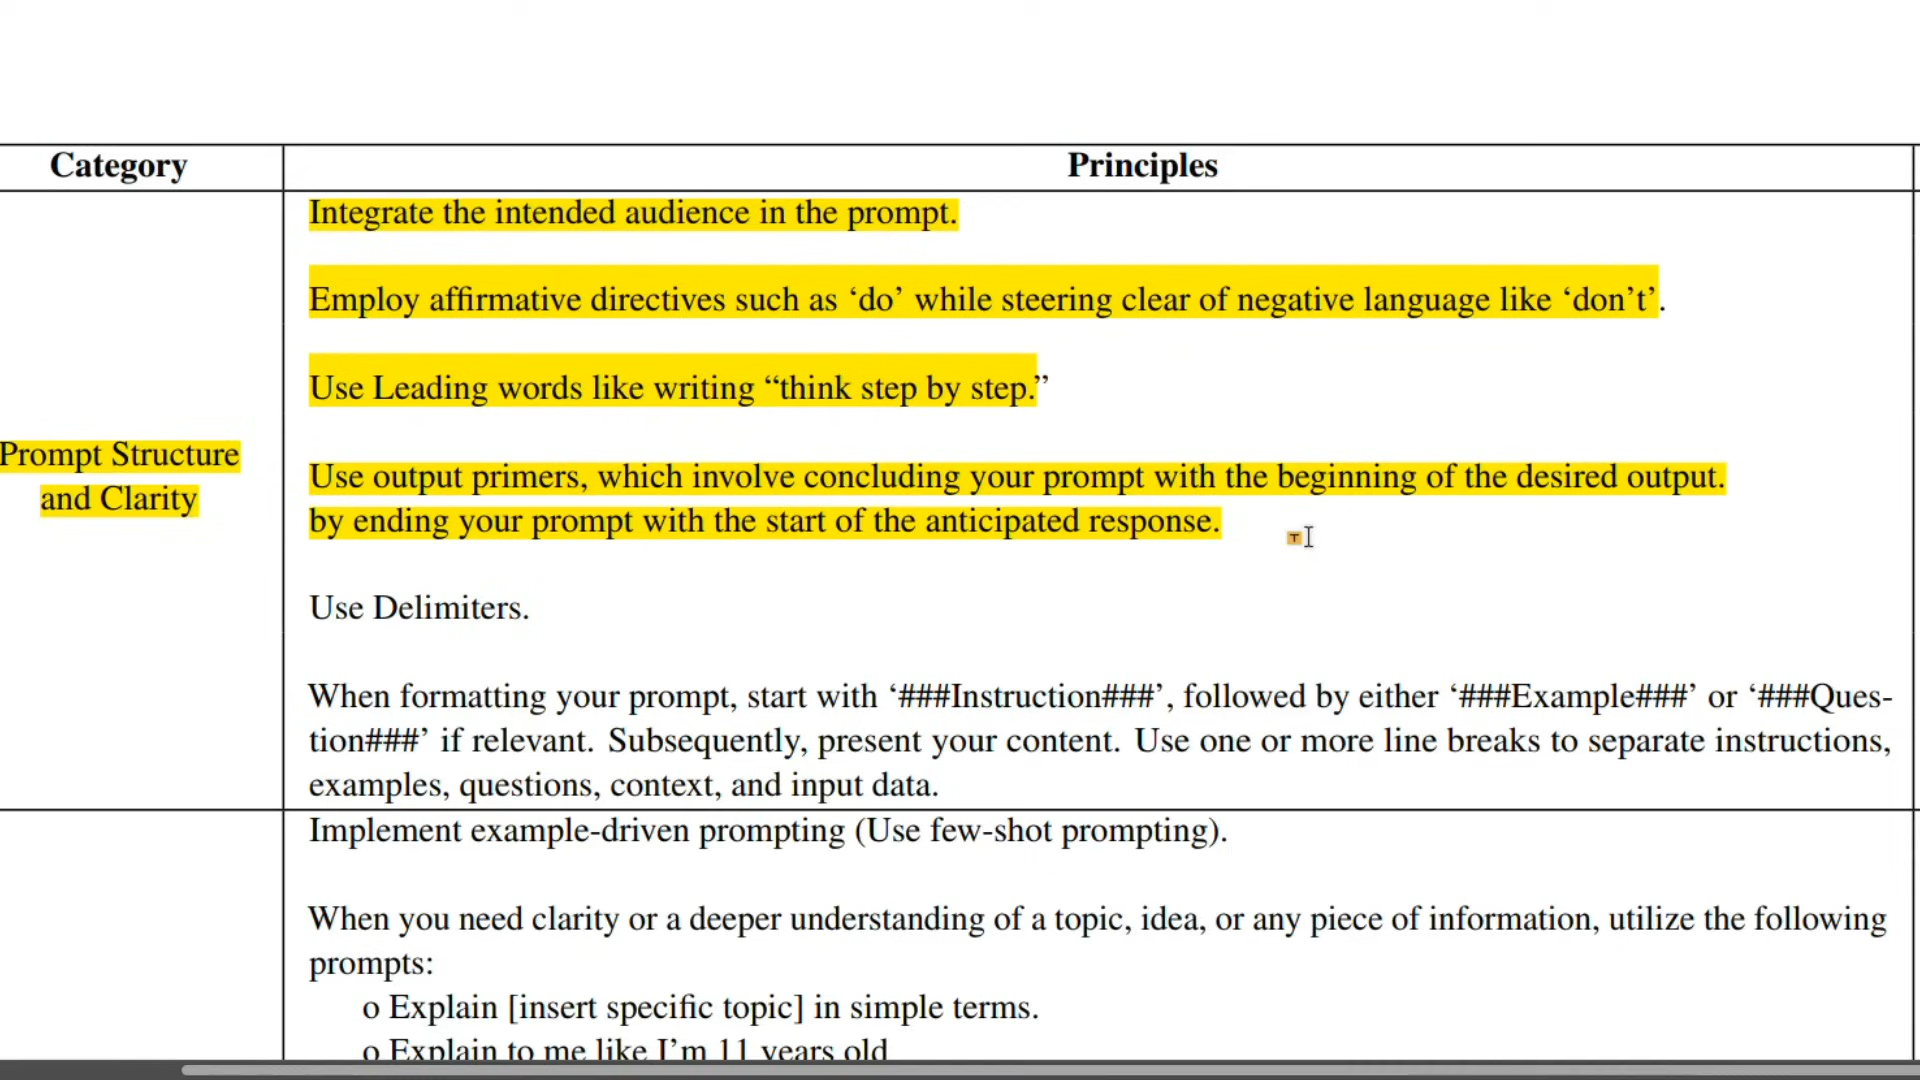 Category
Principles
Integrate the intended audience in the prompt.
Employ affirmative directives such as ‘do’ while steering clear of negative language like ‘don’t’.
Use Leading words like writing “think step by step.”
Prompt Structure
and Clarity
Use output primers, which involve concluding your prompt with the beginning of the desired output.
by ending your prompt with the start of the anticipated response.
T
Use Delimiters.
When formatting your prompt, start with ‘###Instruction###’, followed by either ‘###Example###’ or ‘###Ques-
tion###’ if relevant. Subsequently, present your content. Use one or more line breaks to separate instructions,
examples, questions, context, and input data.
Implement example-driven prompting (Use few-shot prompting).
When you need clarity or a deeper understanding of a topic, idea, or any piece of information, utilize the following
prompts:
o Explain [insert specific topic] in simple terms.
o Explain to me like I’m 11 years old